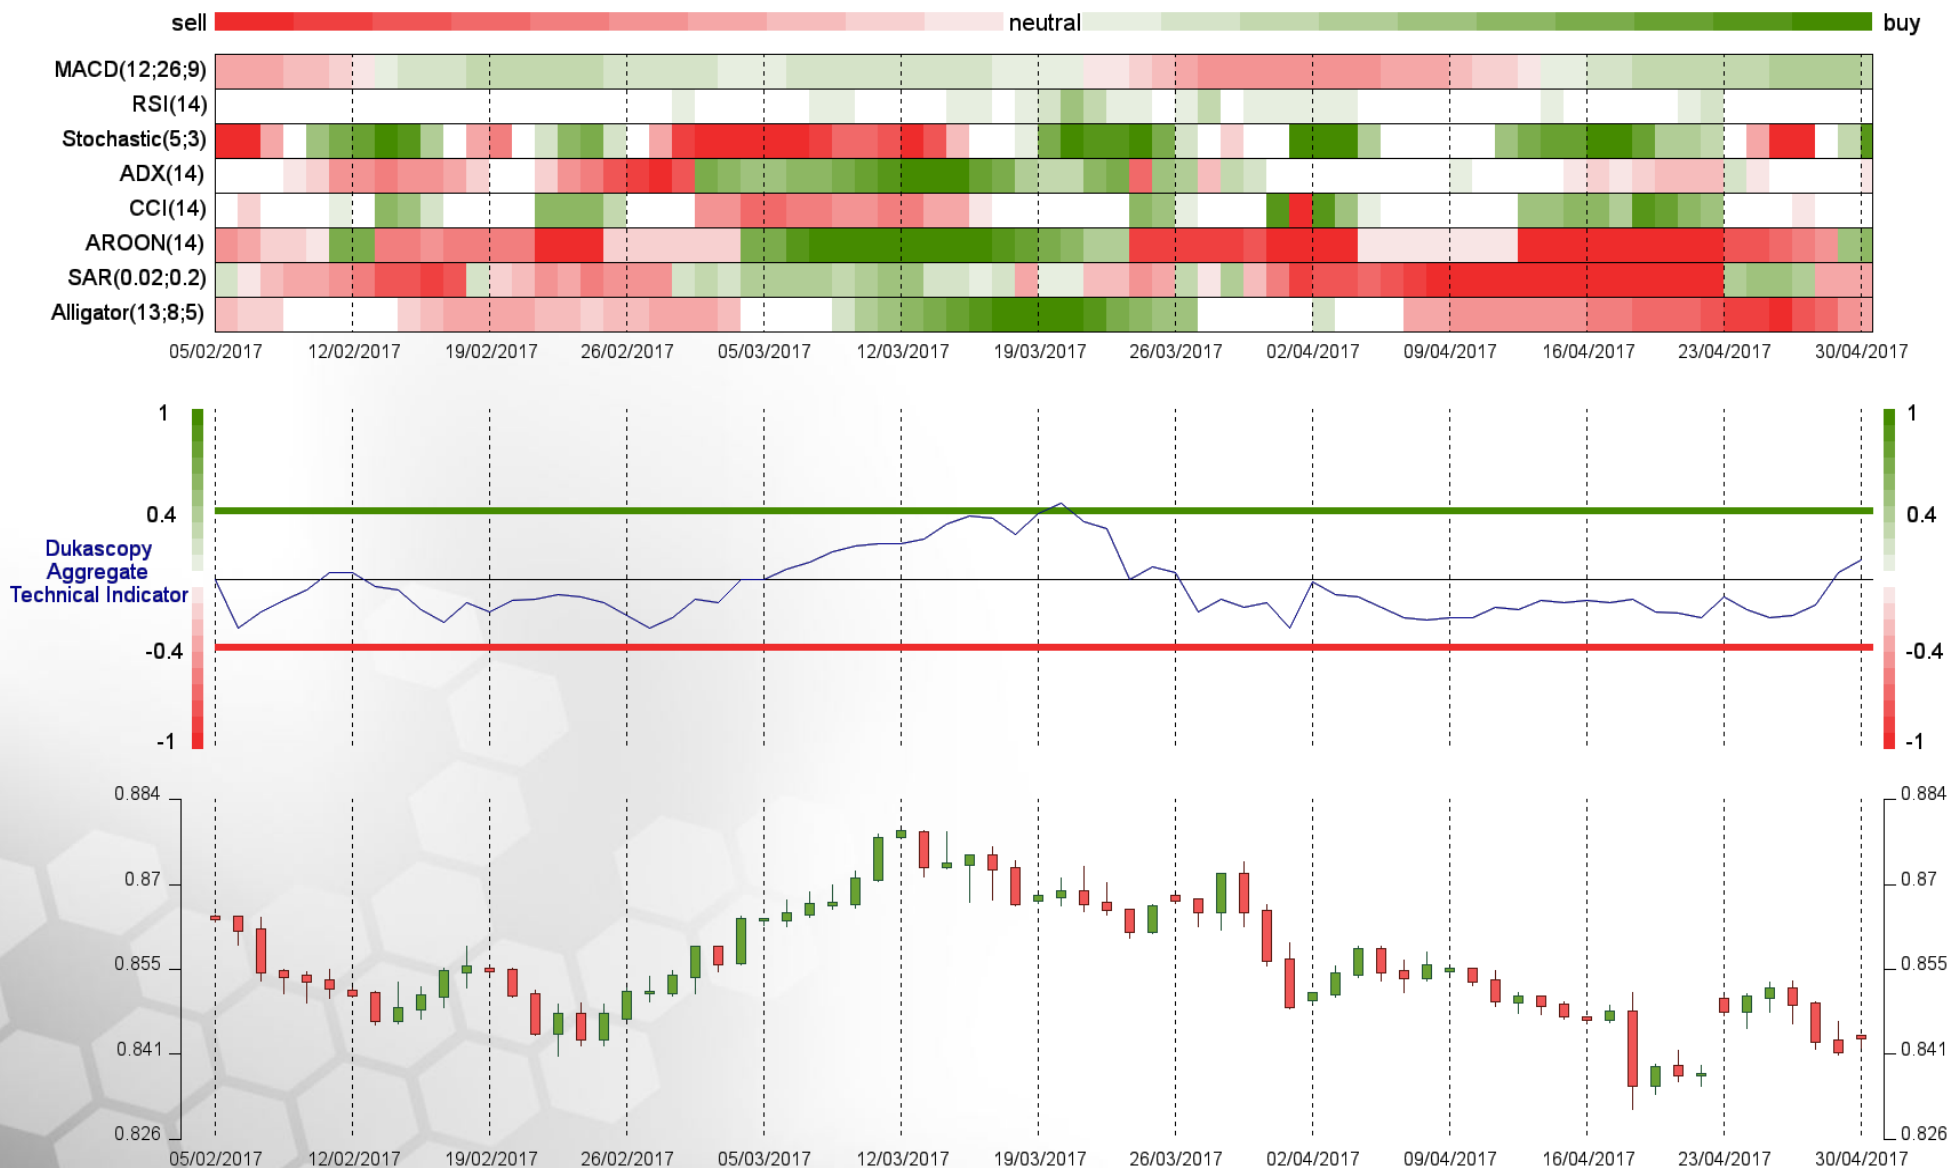 sell neutral buy
MACD(12;26;9)
RSI(14)
Stochastic(5;3)
ADX(14)
CCI(14)
AROON(14)
SAR(0.02;0.2)
Alligator(13;8;5)
05/02/2017 12/02/2017 19/02/2017 26/02/2017 05/03/2017 12/03/2017 19/03/2017 26/03/2017 02/04/2017 09/04/2017 16/04/2017 23/04/2017 30/04/2017
1 1
0.4 0.4
Dukascopy
Aggregate
Technical Indicator
-0.4 -0.4
-1 -1
0.884 0.884
0.87 0.87
0.855 0.855
0.841 0.841
0.826 0.826
05/02/2017 12/02/2017 19/02/2017 26/02/2017 05/03/2017 12/03/2017 19/03/2017 26/03/2017 02/04/2017 09/04/2017 16/04/2017 23/04/2017 30/04/2017